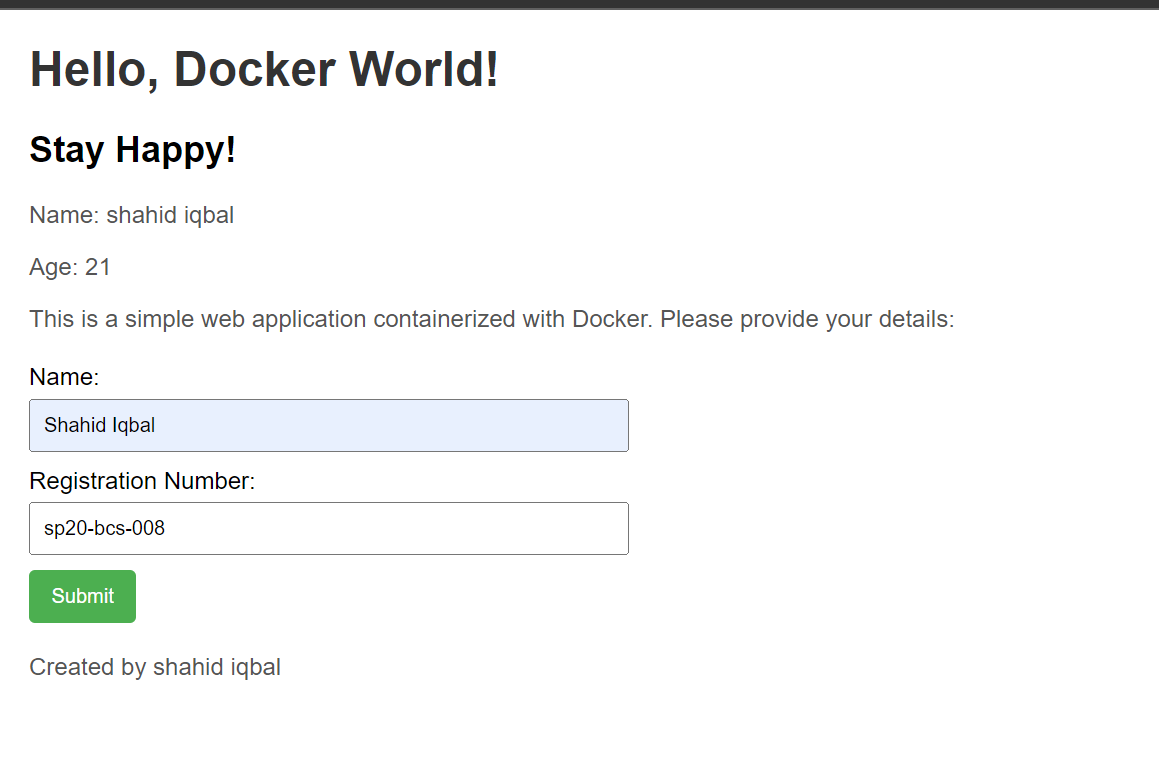 Hello, Docker World!
Stay Happy!
Name: shahid iqbal
Age: 21
This is a simple web application containerized with Docker. Please provide your details:
Name:
Shahid Iqbal
Registration Number:
sp20-bcs-008
Submit
Created by shahid iqbal